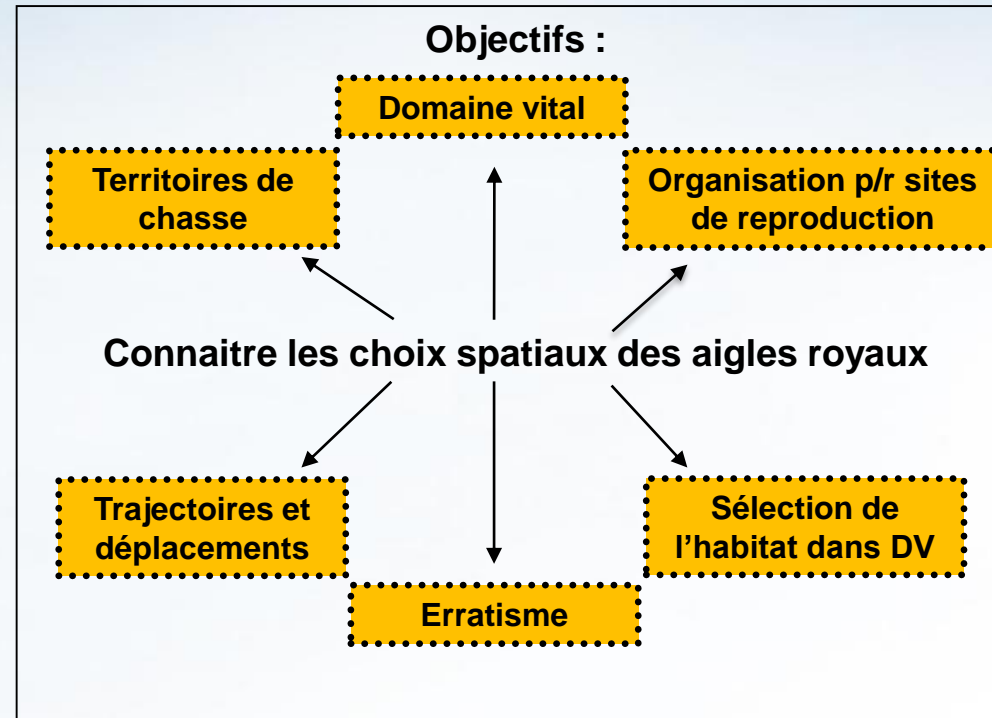 Objectifs :
Domaine vital
Territoires de
chasse
Organisation p/r sites
de reproduction
Connaitre les choix spatiaux des aigles royaux
Trajectoires et
déplacements
Sélection de
l'habitat dans DV
Erratisme